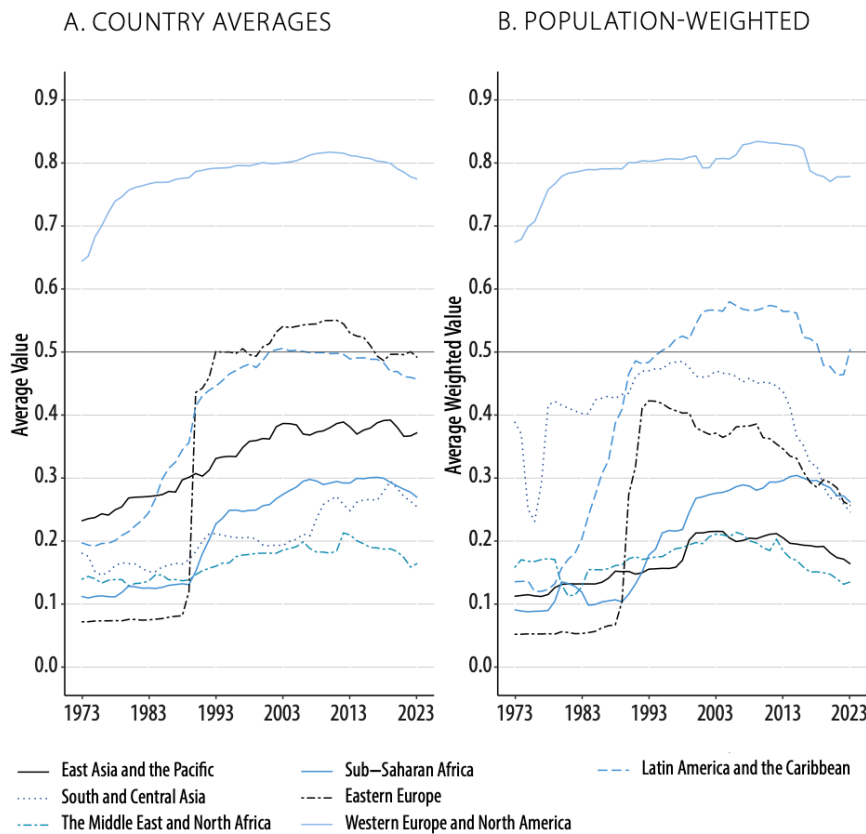 A. COUNTRY AVERAGES
B. POPULATION-WEIGHTED
Average Value
0.9
0.8
0.7
0.6
0.5
0.4
0.3
0.2
0.1
0.0
1973 1983 1993 2003 2013 2023
Average Weighted Value
0.9
0.8
0.7
0.6
0.5
0.4
0.3
0.2
0.1
0.0
1973 1983 1993 2003 2013 2023
East Asia and the Pacific
South and Central Asia
The Middle East and North Africa
Sub–Saharan Africa
Eastern Europe
Western Europe and North America
Latin America and the Caribbean